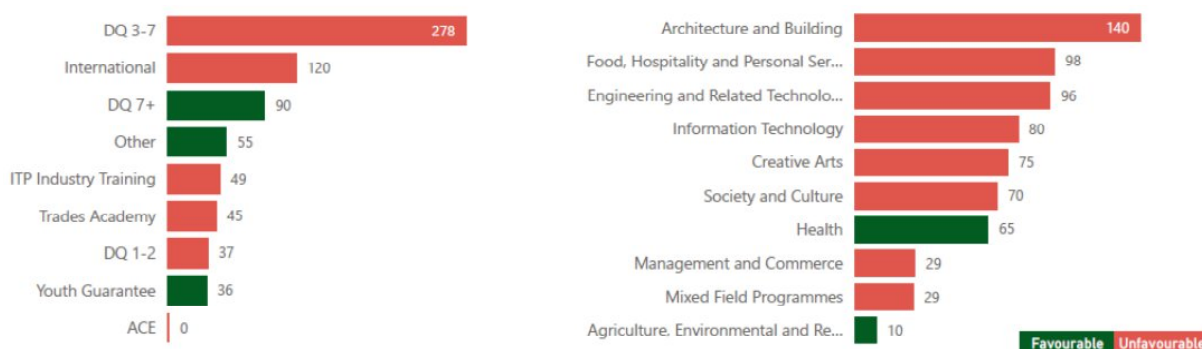 DQ 3-7 278
International 120
DQ 7+ 90
Other 55
ITP Industry Training 49
Trades Academy 45
DQ 1-2 37
Youth Guarantee 36
ACE 0
Architecture and Building 140
Food, Hospitality and Personal Ser... 98
Engineering and Related Technolo... 96
Information Technology 80
Creative Arts 75
Society and Culture 70
Health 65
Management and Commerce 29
Mixed Field Programmes 29
Agriculture, Environmental and Re... 10
Favourable Unfavourable